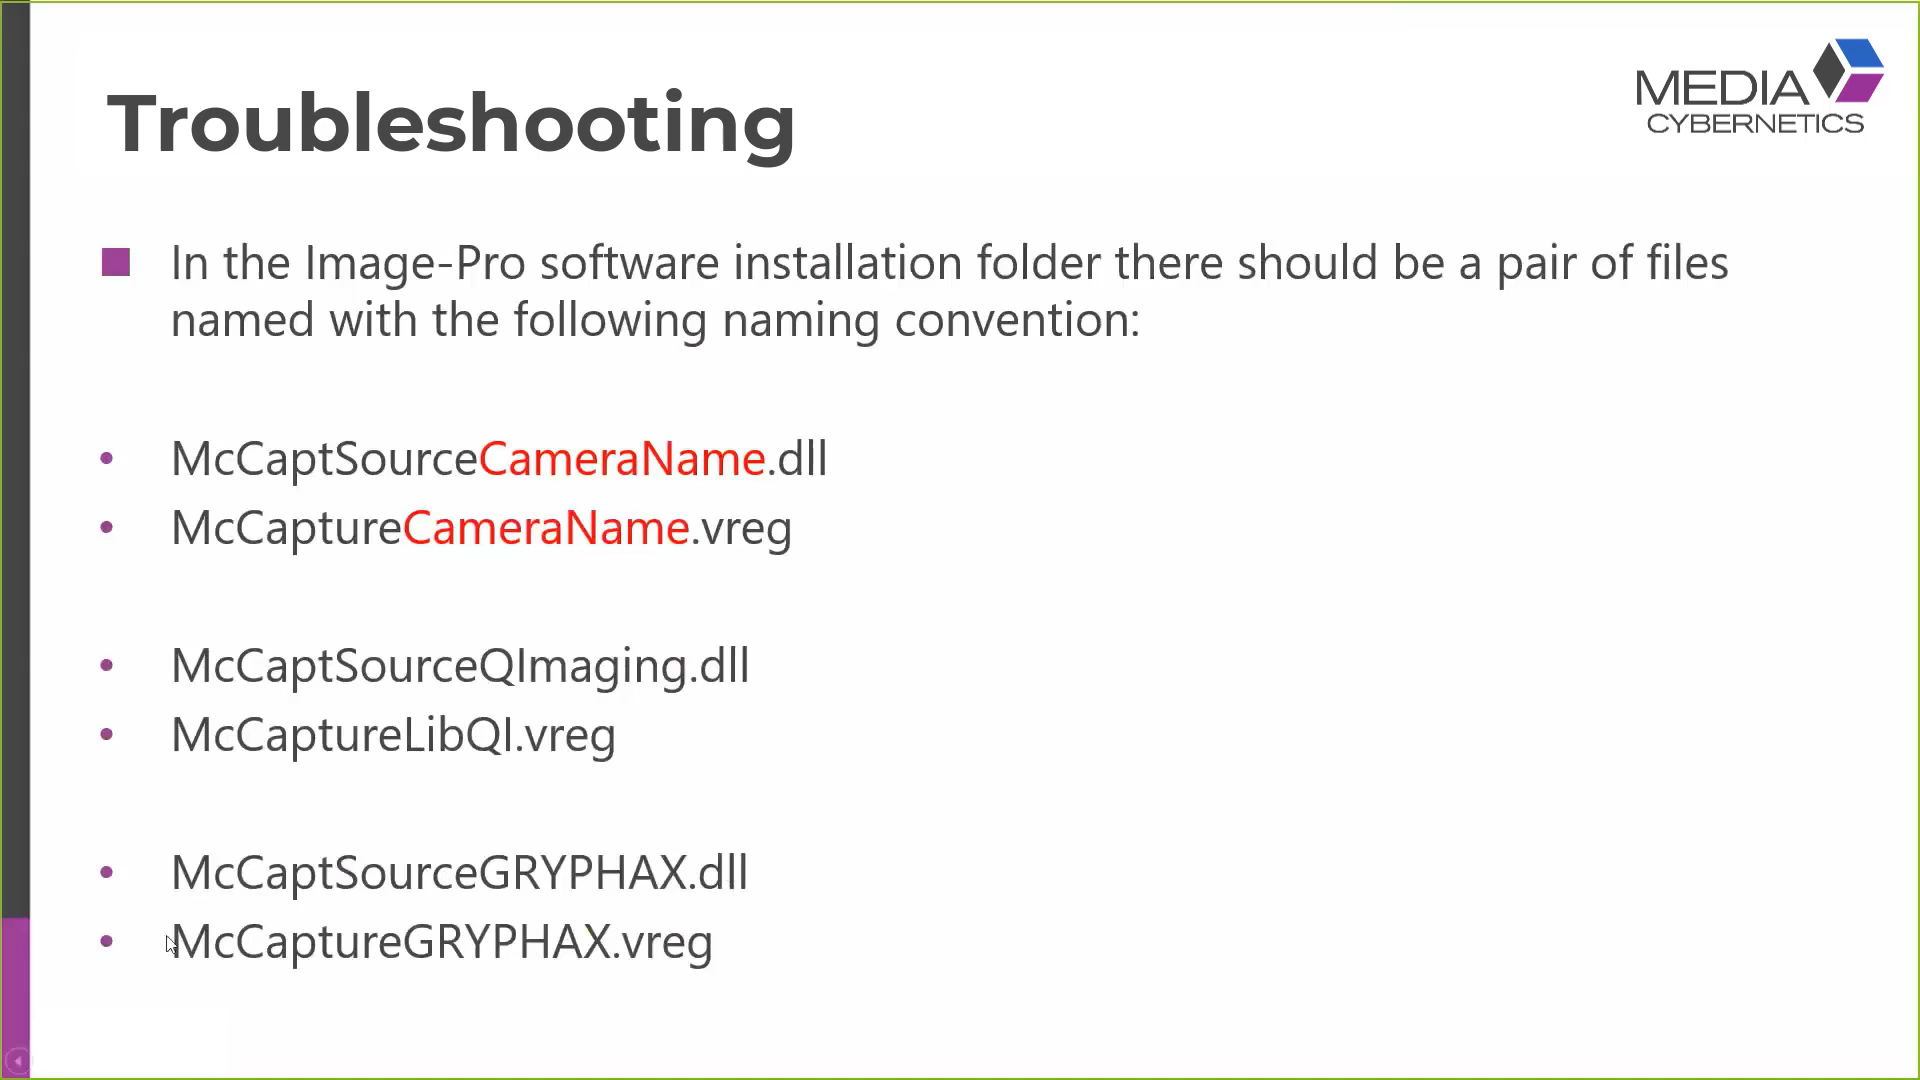 MEDIA
CYBERNETICS
Troubleshooting
In the Image-Pro software installation folder there should be a pair of files
named with the following naming convention:
McCaptSourceCameraName.dll
McCaptureCameraName.vreg
McCaptSourceQImaging.dll
McCaptureLibQI.vreg
McCaptSourceGRYPHAX.dll
McCaptureGRYPHAX.vreg